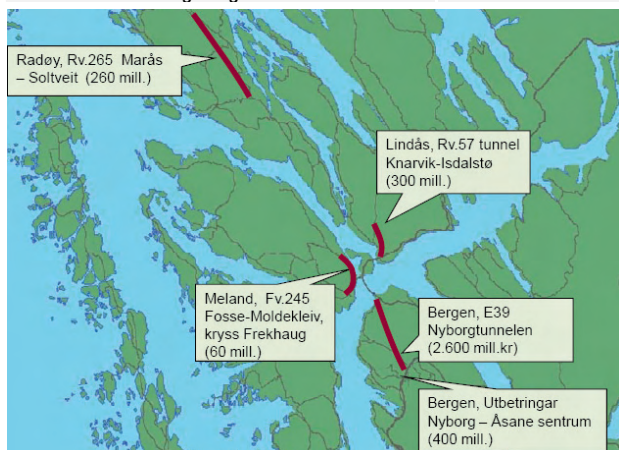 Radøy, Rv.265 Marås
– Soltveit (260 mill.)
Lindås, Rv.57 tunnel
Knarvik-Isdalstø
(300 mill.)
Meland, Fv.245
Fosse-Moldekleiv,
kryss Frekhaug
(60 mill.)
Bergen, E39
Nyborgtunnelen
(2.600 mill.kr)
Bergen, Utbetringar
Nyborg – Åsane sentrum
(400 mill.)